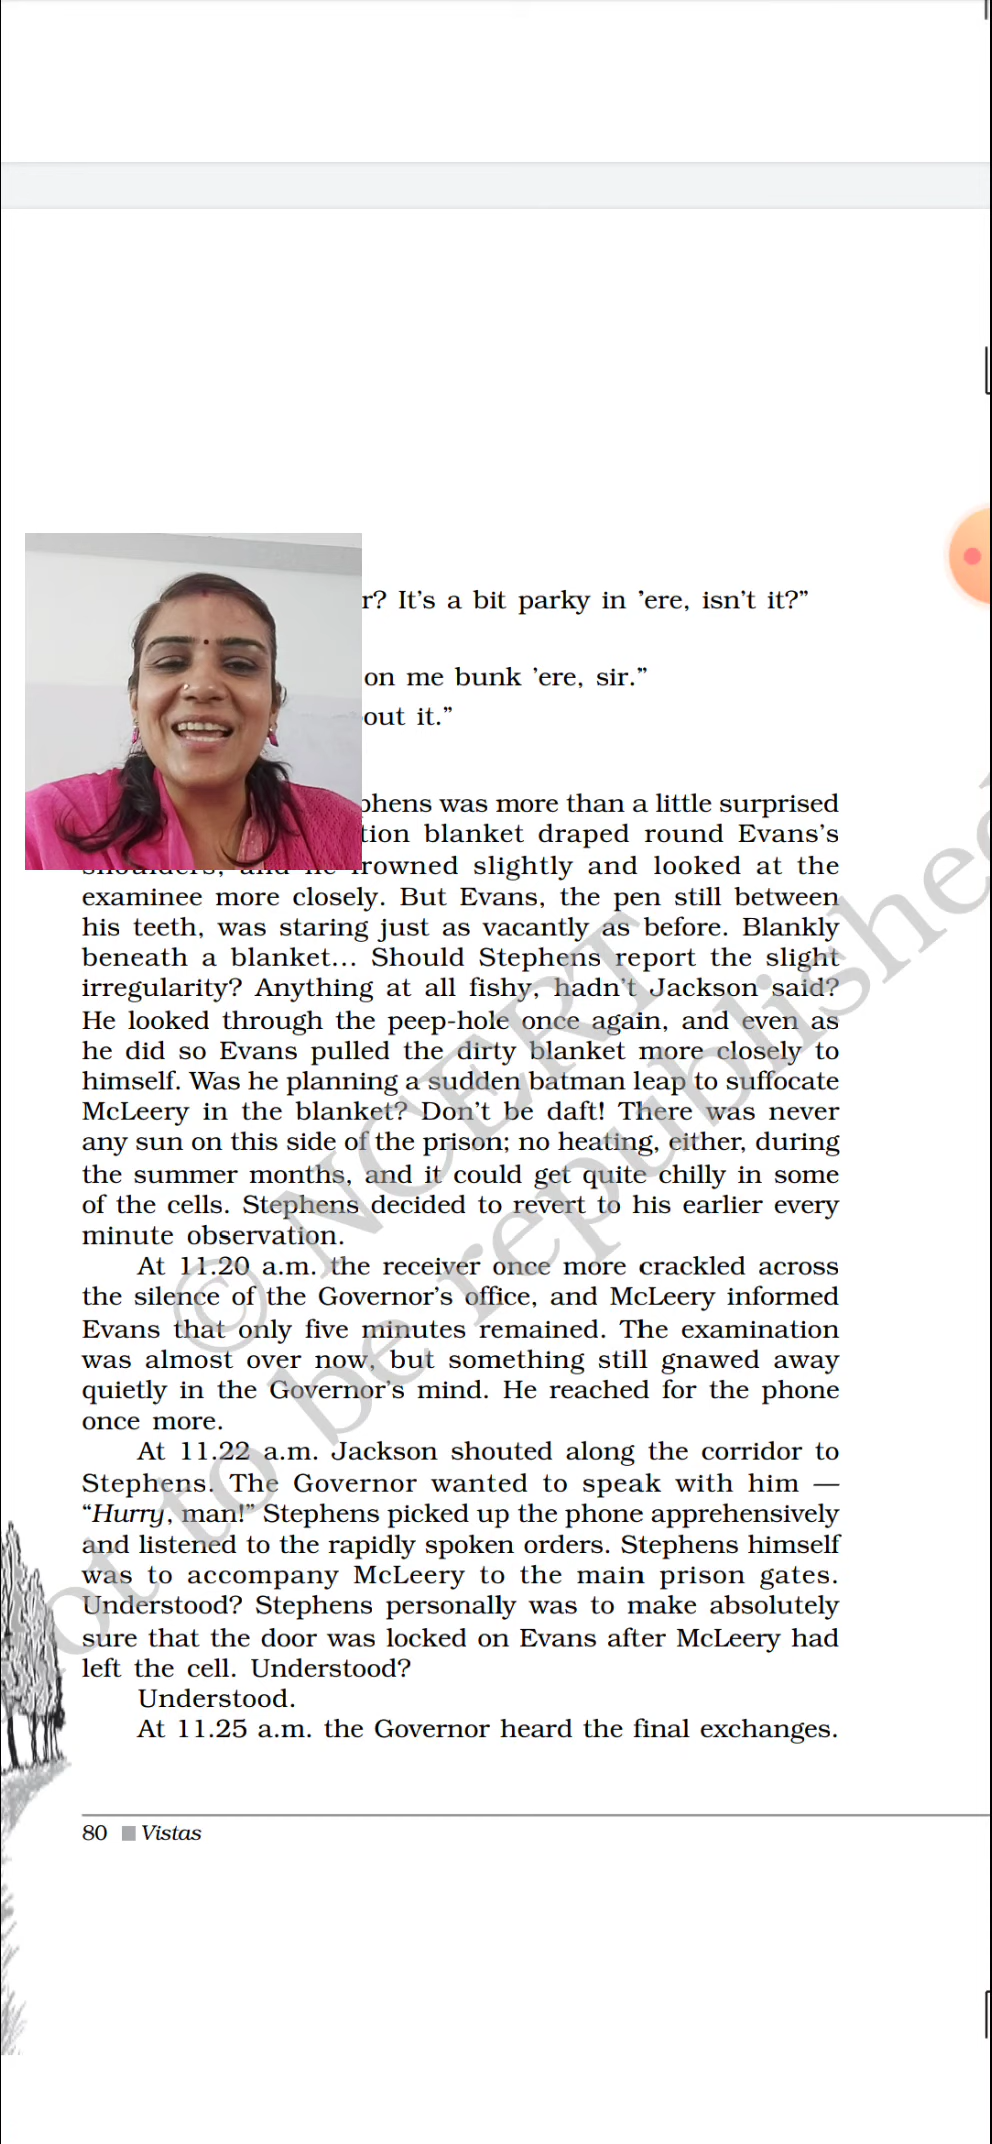 r? It's a bit parky in 'ere, isn't it?”
on me bunk 'ere, sir.”
out it.”
phens was more than a little surprised
tion blanket draped round Evans's
shoulders, and he frowned slightly and looked at the
examinee more closely. But Evans, the pen still between
his teeth, was staring just as vacantly as before. Blankly
beneath a blanket... Should Stephens report the slight
irregularity? Anything at all fishy, hadn't Jackson said?
He looked through the peep-hole once again, and even as
he did so Evans pulled the dirty blanket more closely to
himself. Was he planning a sudden batman leap to suffocate
McLeery in the blanket? Don't be daft! There was never
any sun on this side of the prison; no heating, either, during
the summer months, and it could get quite chilly in some
of the cells. Stephens decided to revert to his earlier every
minute observation.
At 11.20 a.m. the receiver once more crackled across
the silence of the Governor's office, and McLeery informed
Evans that only five minutes remained. The examination
was almost over now, but something still gnawed away
quietly in the Governor's mind. He reached for the phone
once more.
At 11.22 a.m. Jackson shouted along the corridor to
Stephens. The Governor wanted to speak with him —
“Hurry, man!” Stephens picked up the phone apprehensively
and listened to the rapidly spoken orders. Stephens himself
was to accompany McLeery to the main prison gates.
Understood? Stephens personally was to make absolutely
sure that the door was locked on Evans after McLeery had
left the cell. Understood?
Understood.
At 11.25 a.m. the Governor heard the final exchanges.
80 Vistas
© NCERT
ot to be republished